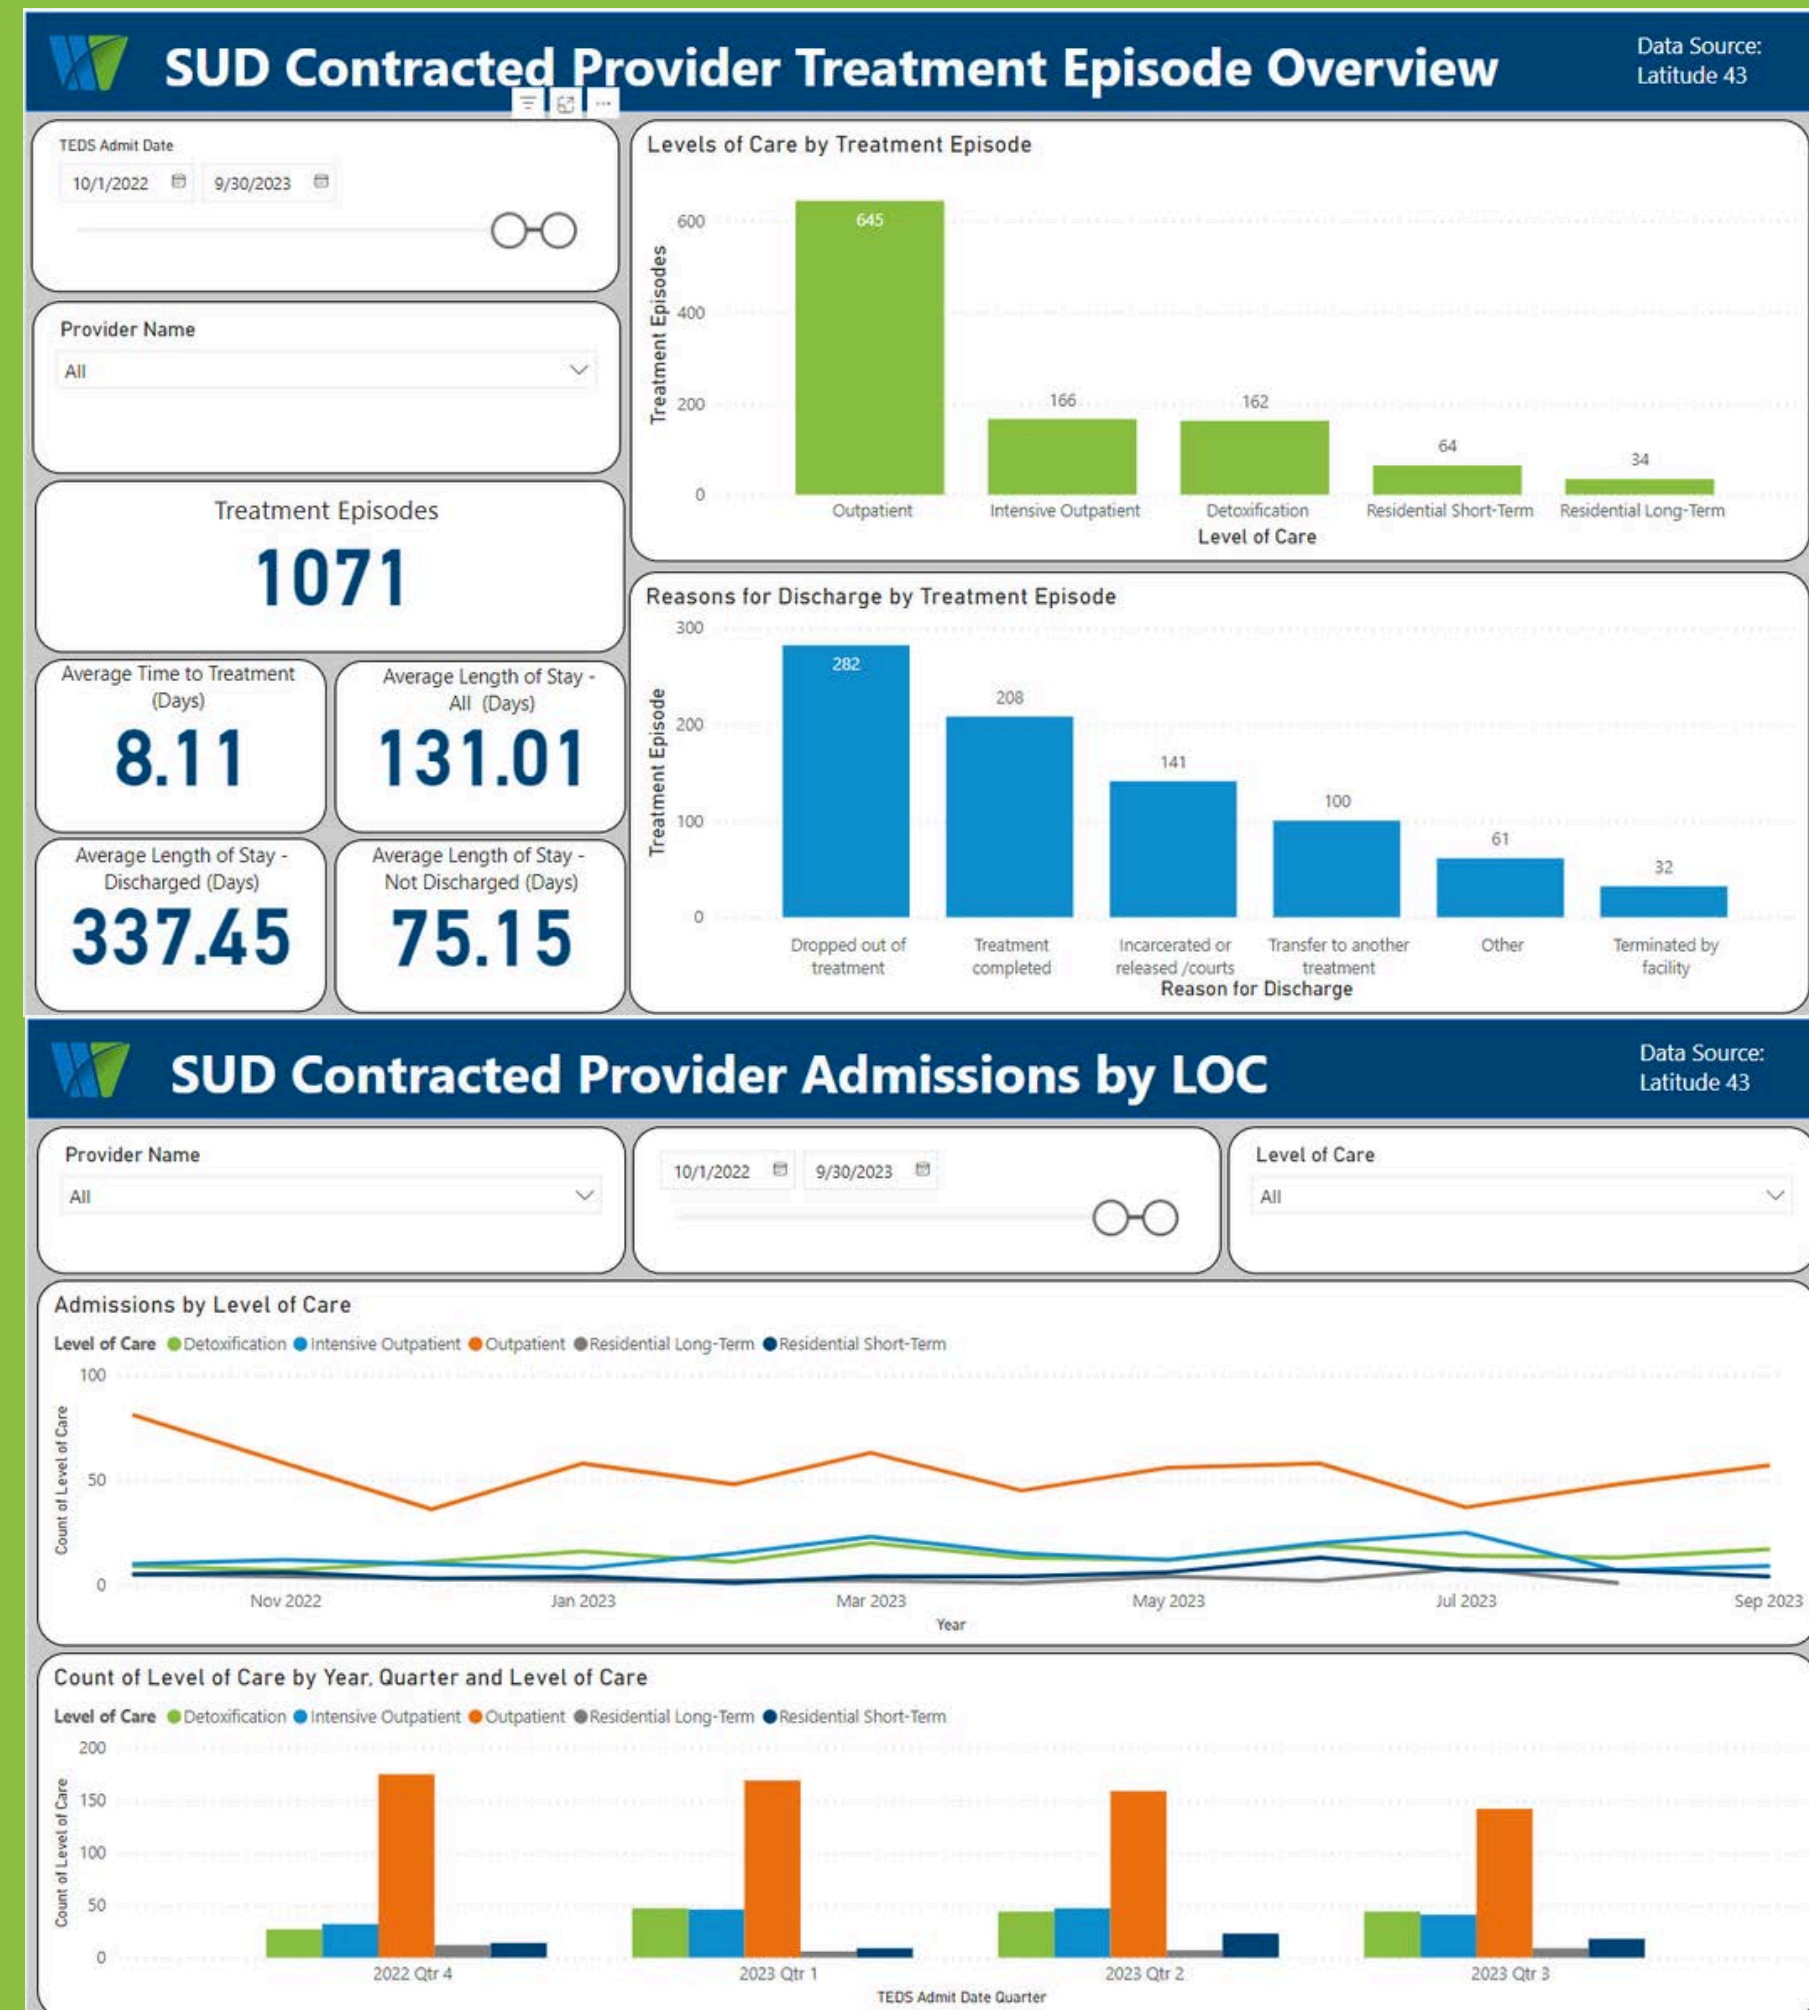 SUD Contracted Provider Treatment Episode Overview
Data Source:
Latitude 43
TEDS Admit Date
10/1/2022 9/30/2023
Provider Name
All
Treatment Episodes
1071
Average Time to Treatment
(Days)
8.11
Average Length of Stay -
All (Days)
131.01
Average Length of Stay -
Discharged (Days)
337.45
Average Length of Stay -
Not Discharged (Days)
75.15
Levels of Care by Treatment Episode
Treatment Episodes
600
400
200
0
645
166
162
64
34
Outpatient
Intensive Outpatient
Detoxification
Residential Short-Term
Residential Long-Term
Level of Care
Reasons for Discharge by Treatment Episode
Treatment Episode
300
200
100
0
282
208
141
100
61
32
Dropped out of
treatment
Treatment
completed
Incarcerated or
released /courts
Transfer to another
treatment
Other
Terminated by
facility
Reason for Discharge
SUD Contracted Provider Admissions by LOC
Data Source:
Latitude 43
Provider Name
All
10/1/2022 9/30/2023
Level of Care
All
Admissions by Level of Care
Level of Care Detoxification Intensive Outpatient Outpatient Residential Long-Term Residential Short-Term
Count of Level of Care
100
50
0
Nov 2022
Jan 2023
Mar 2023
May 2023
Jul 2023
Sep 2023
Year
Count of Level of Care by Year, Quarter and Level of Care
Level of Care Detoxification Intensive Outpatient Outpatient Residential Long-Term Residential Short-Term
Count of Level of Care
200
150
100
50
0
2022 Qtr 4
2023 Qtr 1
2023 Qtr 2
2023 Qtr 3
TEDS Admit Date Quarter